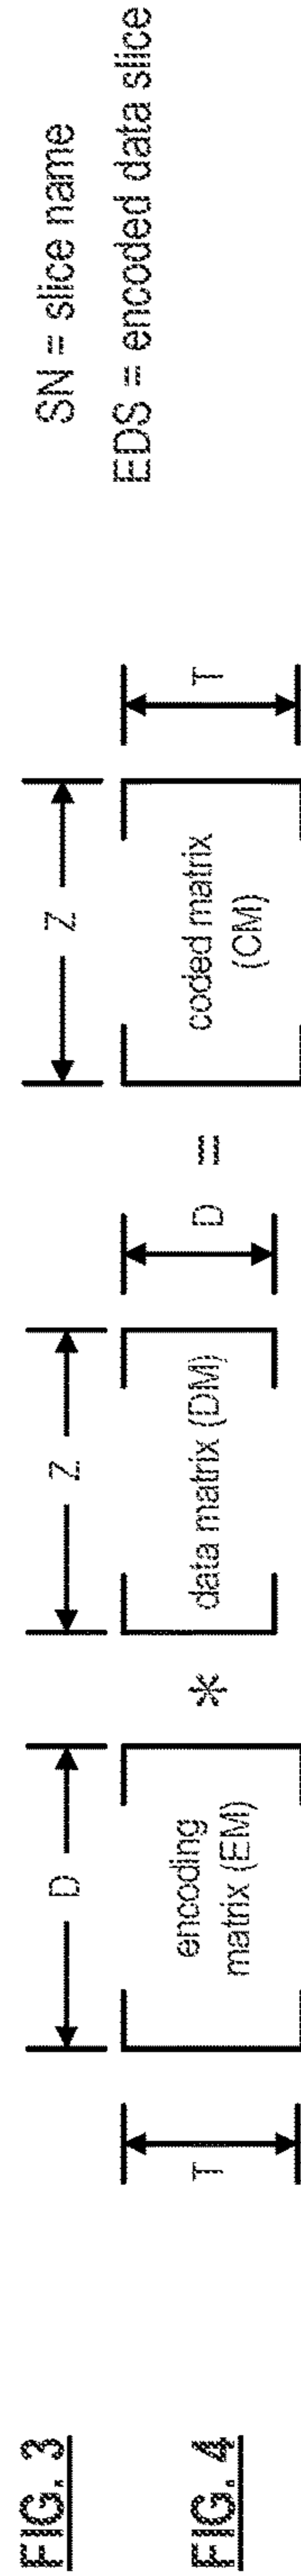 FIG. 3
SN = slice name
EDS = encoded data slice
FIG. 4
T
D
encoding
matrix (EM)
*
Z
data matrix (DM)
D
=
Z
coded matrix
(CM)
T